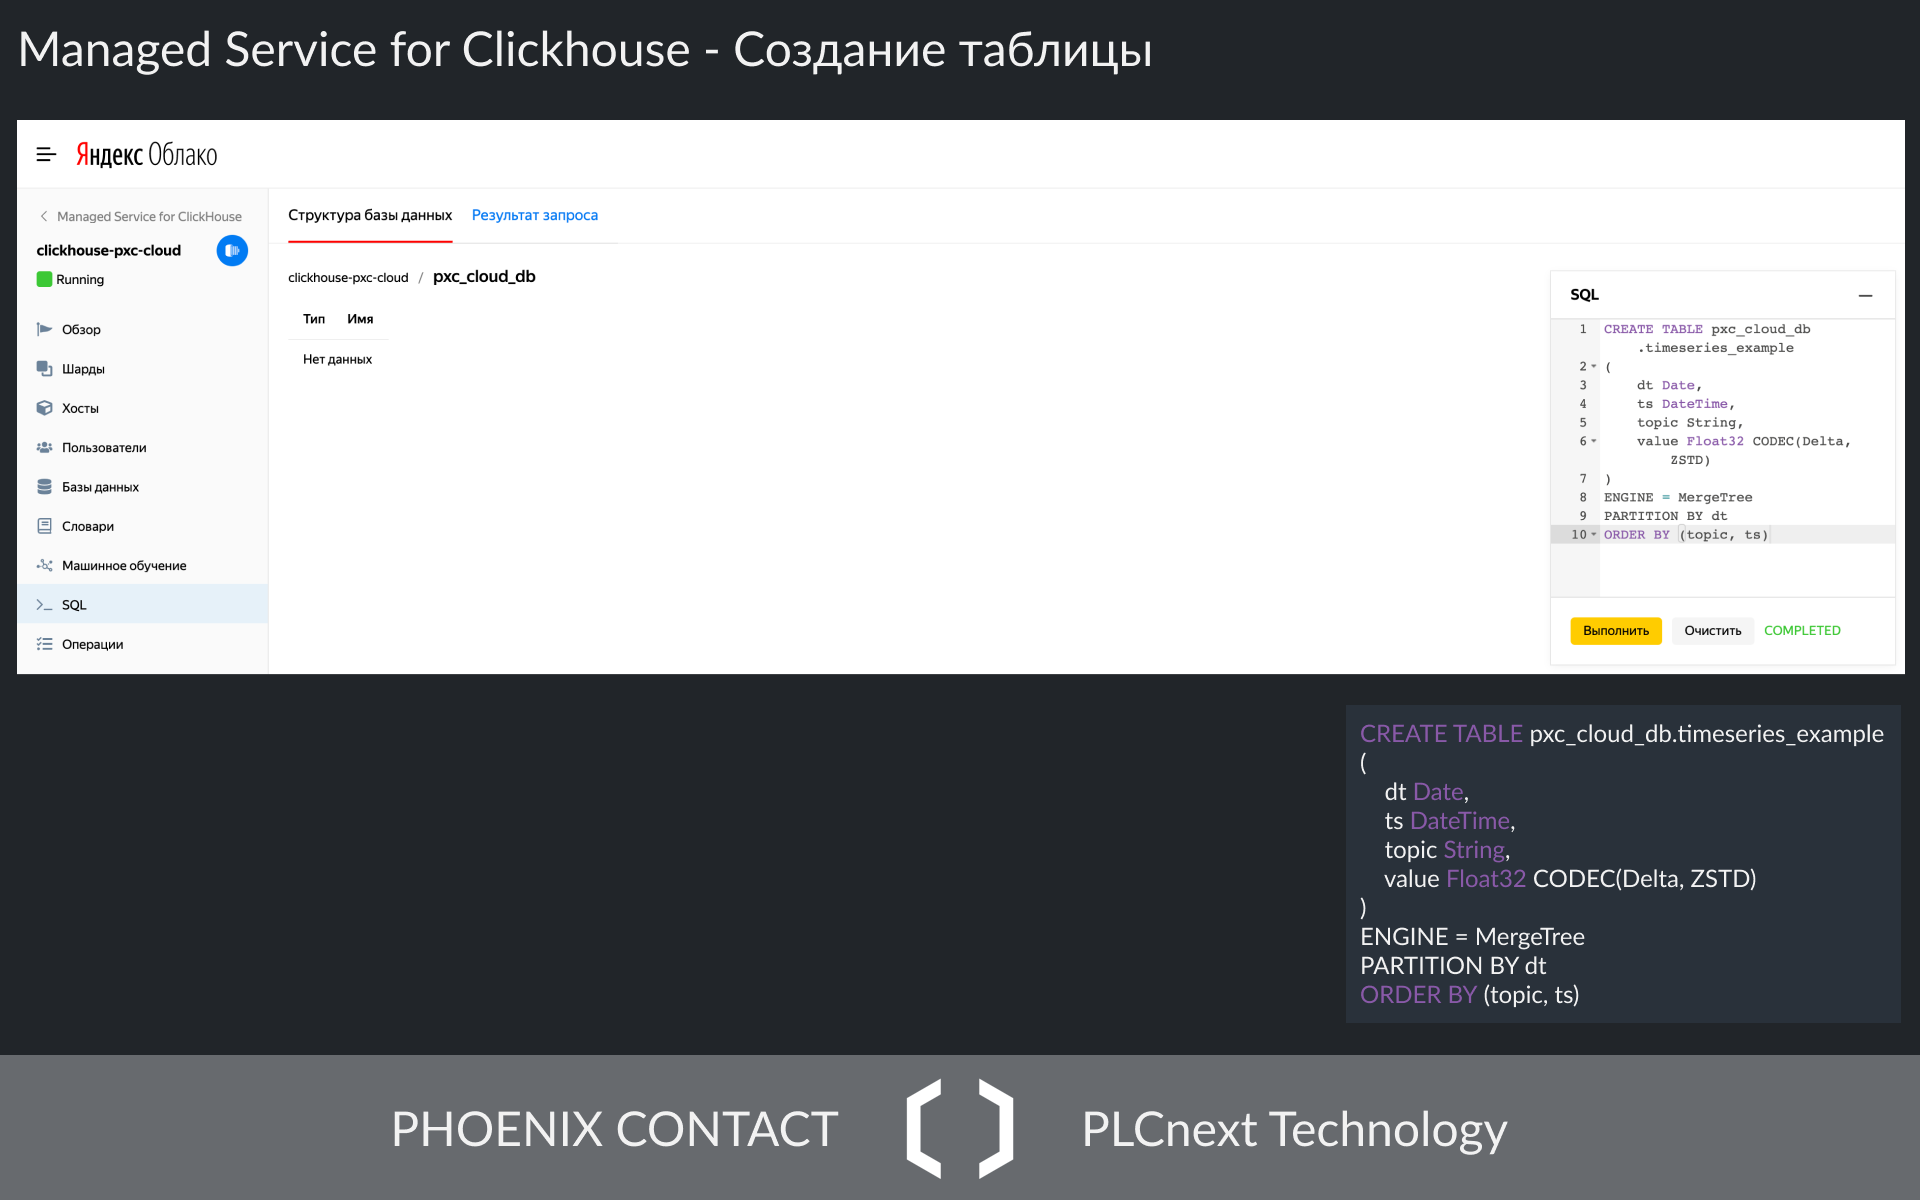 Managed Service for Clickhouse - Создание таблицы
Яндекс Облако
Managed Service for ClickHouse
clickhouse-pxc-cloud
Running
Обзор
Шарды
Хосты
Пользователи
Базы данных
Словари
Машинное обучение
SQL
Операции
Структура базы данных Результат запроса
clickhouse-pxc-cloud / pxc_cloud_db
Тип Имя
Нет данных
SQL
1 CREATE TABLE pxc_cloud_db
.timeseries_example
2 (
3 dt Date,
4 ts DateTime,
5 topic String,
6 value Float32 CODEC(Delta,
ZSTD)
7 )
8 ENGINE = MergeTree
9 PARTITION BY dt
10 ORDER BY (topic, ts)
Выполнить Очистить COMPLETED
CREATE TABLE pxc_cloud_db.timeseries_example
(
dt Date,
ts DateTime,
topic String,
value Float32 CODEC(Delta, ZSTD)
)
ENGINE = MergeTree
PARTITION BY dt
ORDER BY (topic, ts)
PHOENIX CONTACT PLCnext Technology